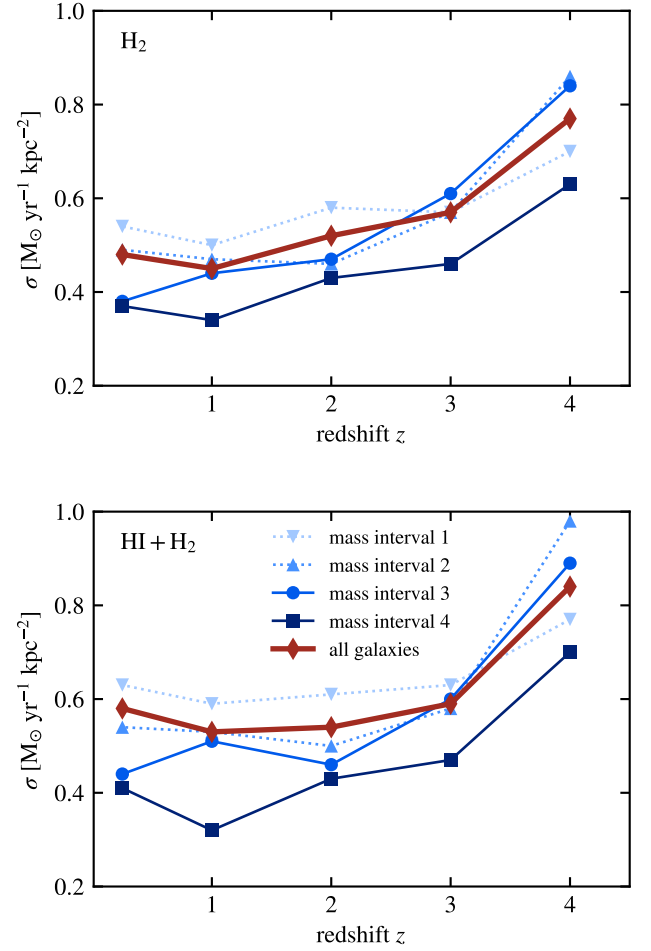 1.0
H₂
0.8
0.6
0.4
0.2
σ [M⊙ yr⁻¹ kpc⁻²]
1 2 3 4
redshift z
1.0
HI + H₂
mass interval 1
mass interval 2
mass interval 3
mass interval 4
all galaxies
0.8
0.6
0.4
0.2
σ [M⊙ yr⁻¹ kpc⁻²]
1 2 3 4
redshift z